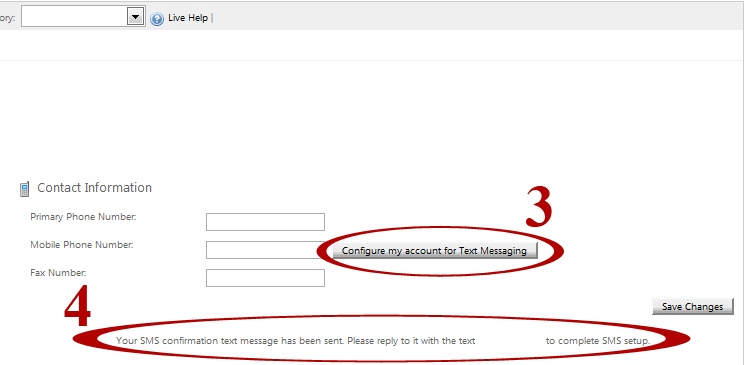 ory: Live Help |
Contact Information
3
Primary Phone Number:
Mobile Phone Number: Configure my account for Text Messaging
Fax Number:
Save Changes
4
Your SMS confirmation text message has been sent. Please reply to it with the text to complete SMS setup.